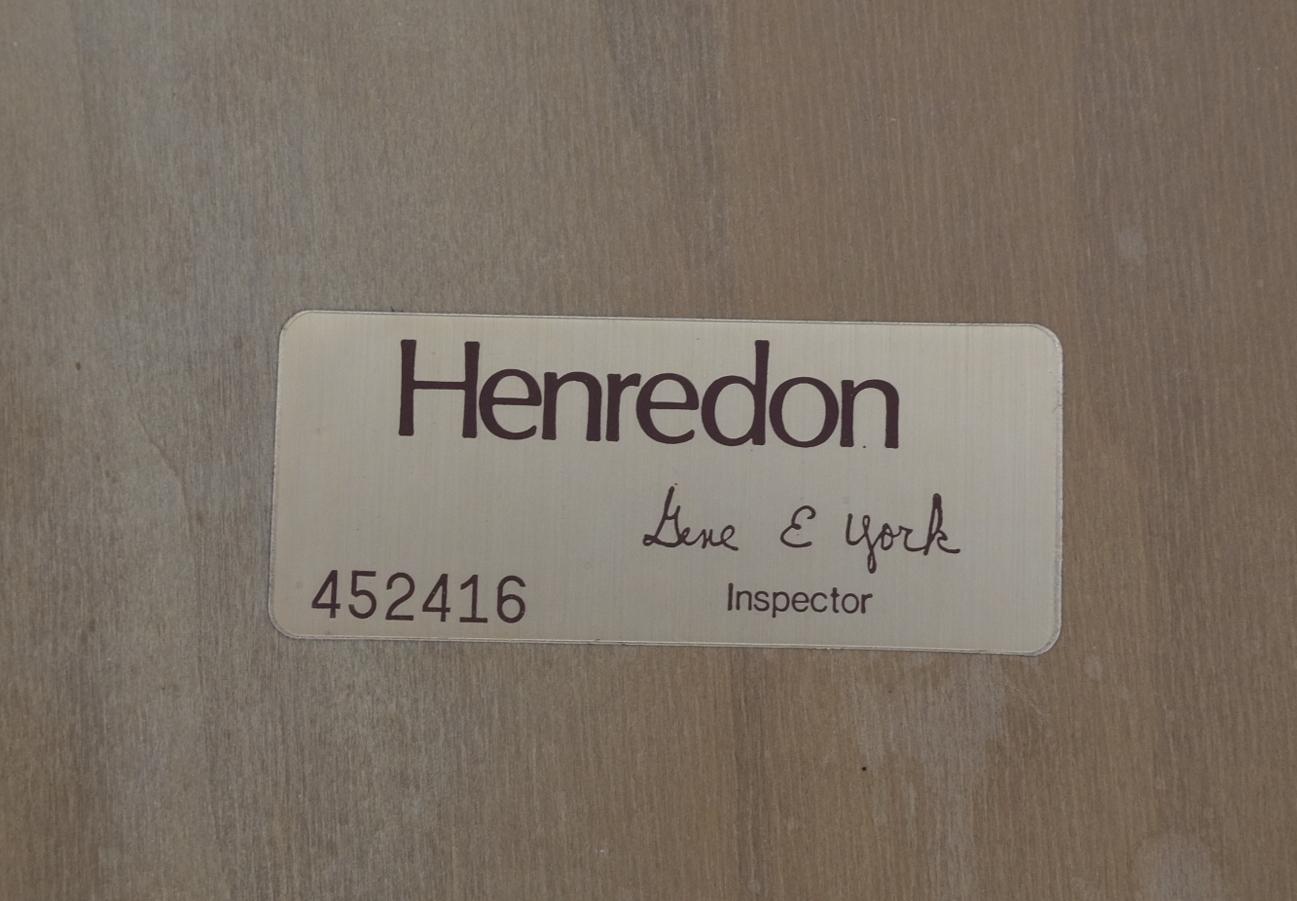 Henredon
Gene E York
452416 Inspector